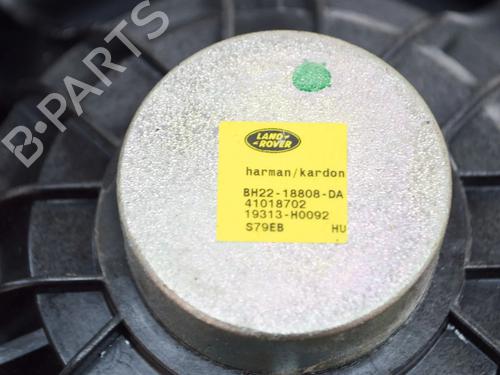 B-PARTS
LAND
ROVER
harman/kardon
BH22-18808-DA
41018702
19313-H0092
S79EB HU